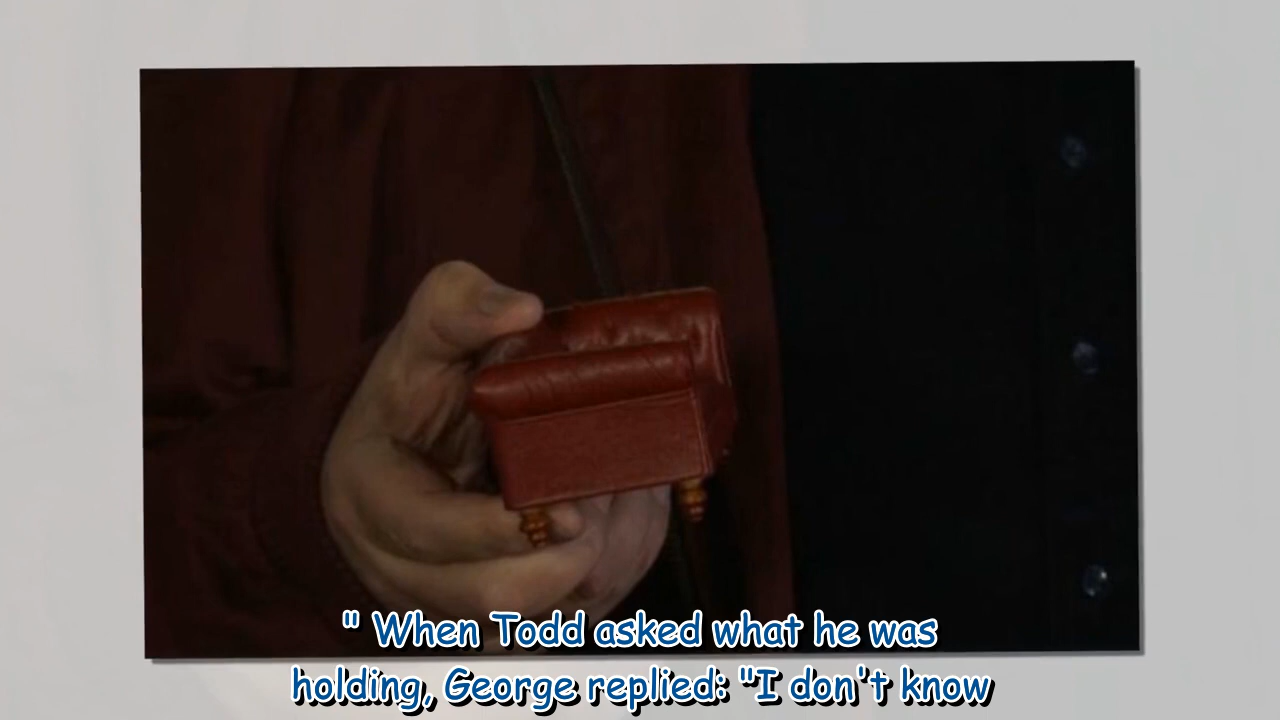 " When Todd asked what he was
holding, George replied: "I don't know